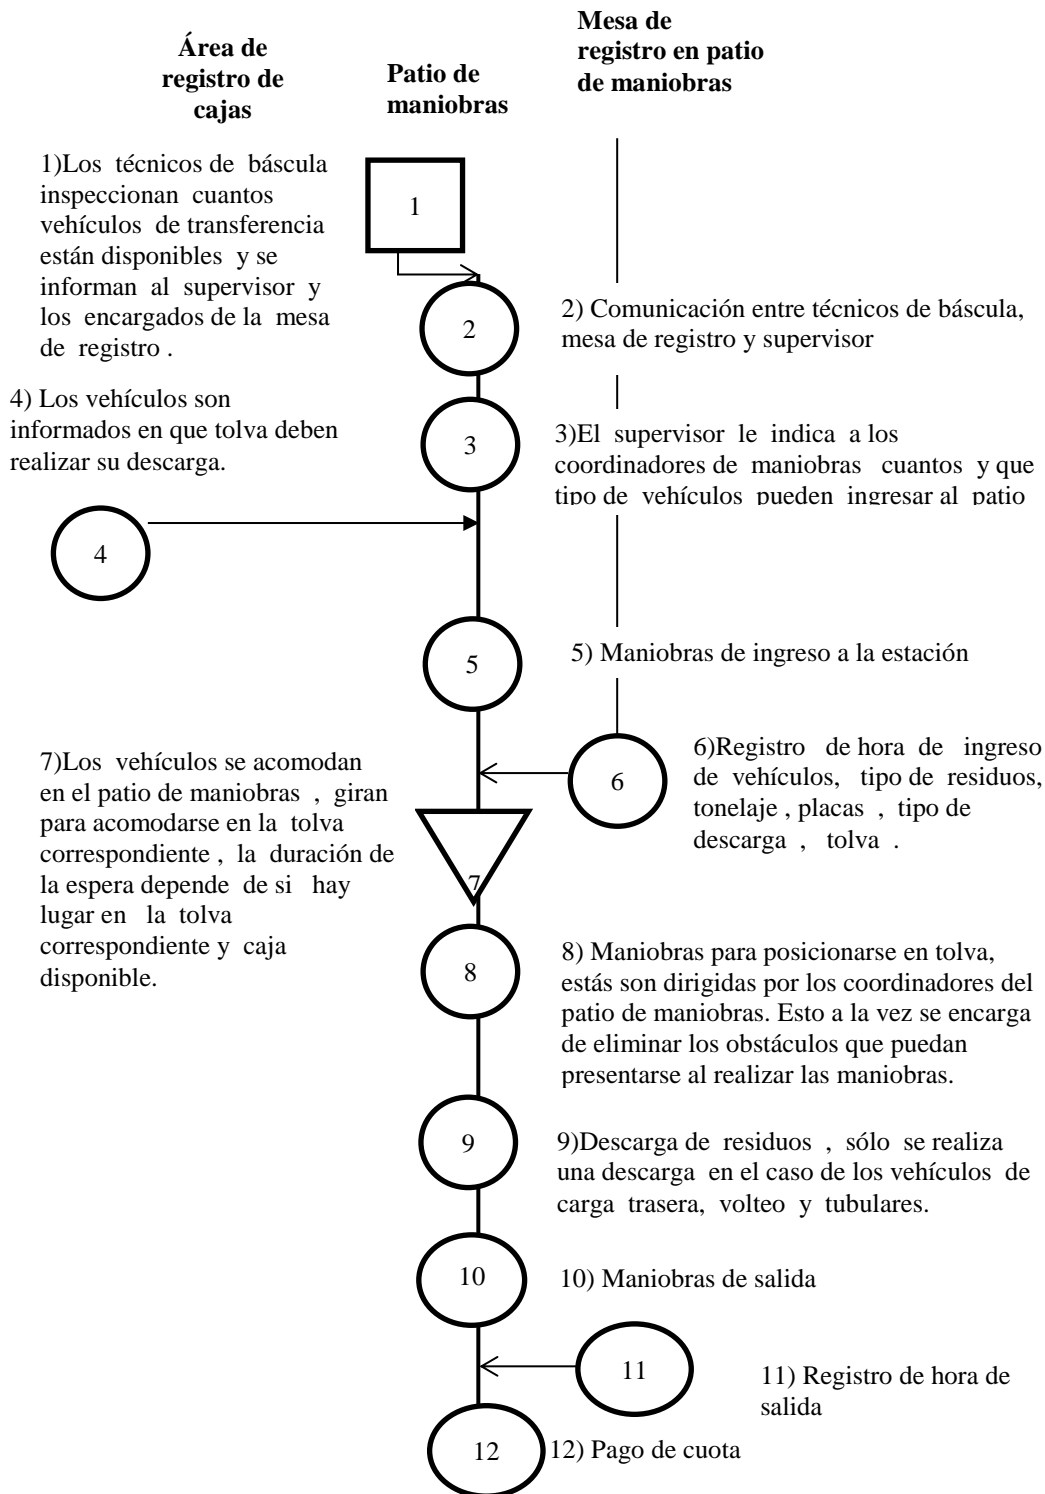 Área de
registro de
cajas
Patio de
maniobras
Mesa de
registro en patio
de maniobras
1)Los técnicos de báscula
inspeccionan cuantos
vehículos de transferencia
están disponibles y se
informan al supervisor y
los encargados de la mesa
de registro .
1
2
2) Comunicación entre técnicos de báscula,
mesa de registro y supervisor
4) Los vehículos son
informados en que tolva deben
realizar su descarga.
3
3)El supervisor le indica a los
coordinadores de maniobras cuantos y que
tipo de vehículos pueden ingresar al patio
4
5
5) Maniobras de ingreso a la estación
7)Los vehículos se acomodan
en el patio de maniobras , giran
para acomodarse en la tolva
correspondiente , la duración de
la espera depende de si hay
lugar en la tolva
correspondiente y caja
disponible.
6
6)Registro de hora de ingreso
de vehículos, tipo de residuos,
tonelaje , placas , tipo de
descarga , tolva .
7
8
8) Maniobras para posicionarse en tolva,
estás son dirigidas por los coordinadores del
patio de maniobras. Esto a la vez se encarga
de eliminar los obstáculos que puedan
presentarse al realizar las maniobras.
9
9)Descarga de residuos , sólo se realiza
una descarga en el caso de los vehículos de
carga trasera, volteo y tubulares.
10
10) Maniobras de salida
11
11) Registro de hora de
salida
12
12) Pago de cuota